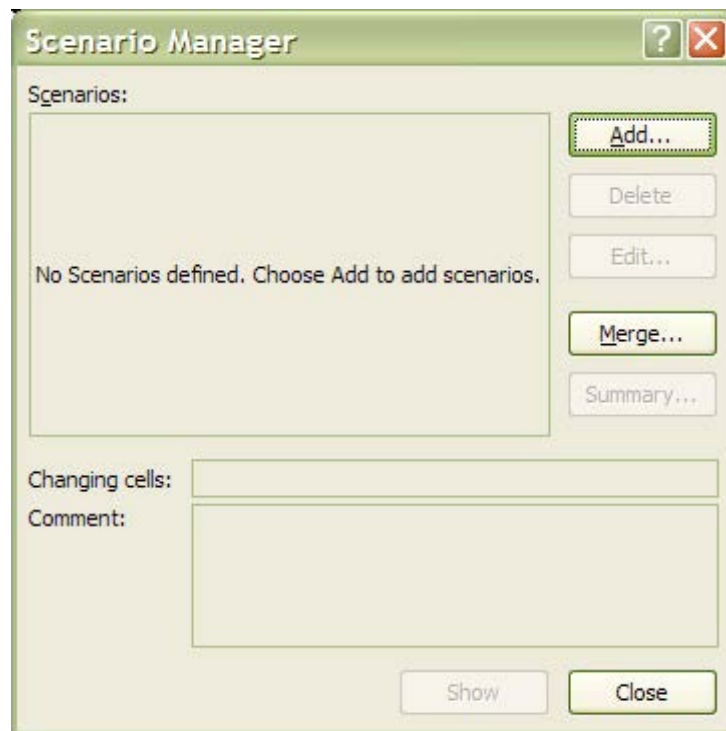 Scenario Manager
Scenarios:
Add...
Delete
No Scenarios defined. Choose Add to add scenarios.
Edit...
Merge...
Summary...
Changing cells:
Comment:
Show
Close